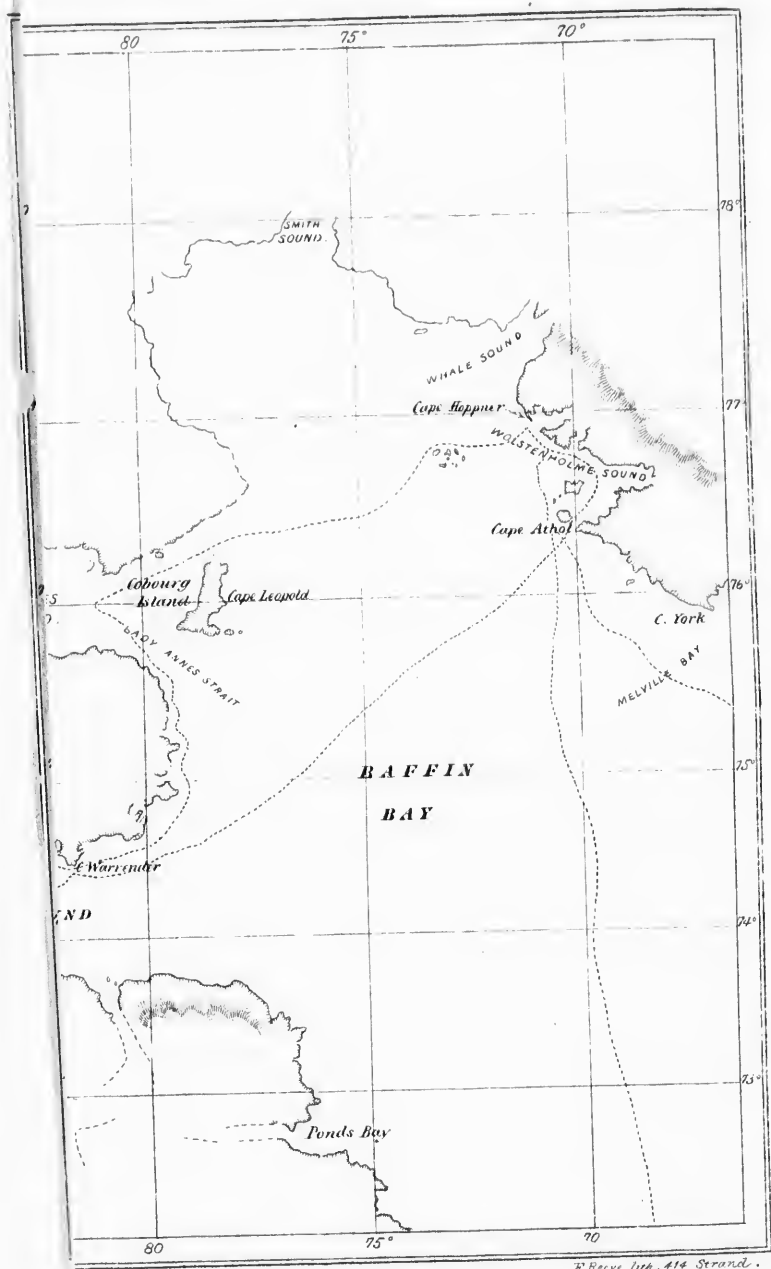 80 75° 70°
78°
SMITH
SOUND.
WHALE SOUND
77
Cape Hoppner
WOLSTENHOLME SOUND
Cape Athol
76°
Cobourg
Island
Cape Leopold
S
C. York
LADY ANNES STRAIT
MELVILLE BAY
75°
BAFFIN
BAY
C Warrender
74°
ND
73°
Ponds Bay
80 75° 70
Lith. 414 Strand.